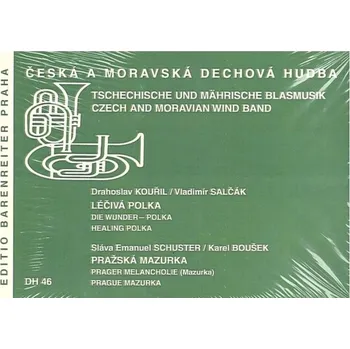 ČESKÁ A MORAVSKÁ DECHOVÁ HUDBA
TSCHECHISCHE UND MÄHRISCHE BLASMUSIK
CZECH AND MORAVIAN WIND BAND
Drahoslav KOUŘIL / Vladimír SALČÁK
LÉČIVÁ POLKA
DIE WUNDER – POLKA
HEALING POLKA
Sláva Emanuel SCHUSTER / Karel BOUŠEK
PRAŽSKÁ MAZURKA
PRAGER MELANCHOLIE (Mazurka)
PRAGUE MAZURKA
DH 46
EDITIO BÄRENREITER PRAHA